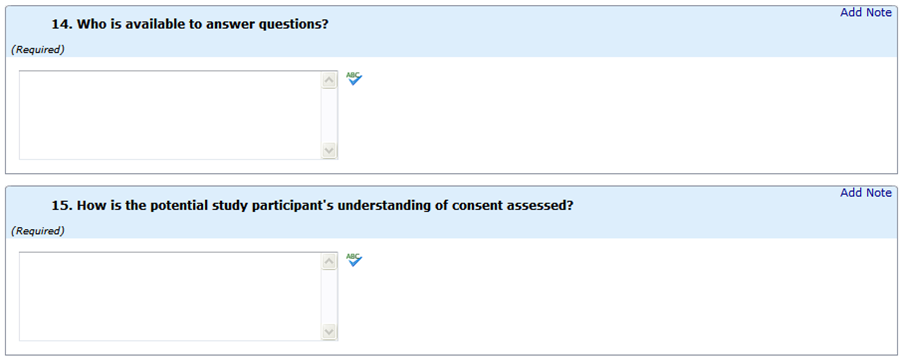 Add Note
14. Who is available to answer questions?
(Required)
ABC
Add Note
15. How is the potential study participant's understanding of consent assessed?
(Required)
ABC